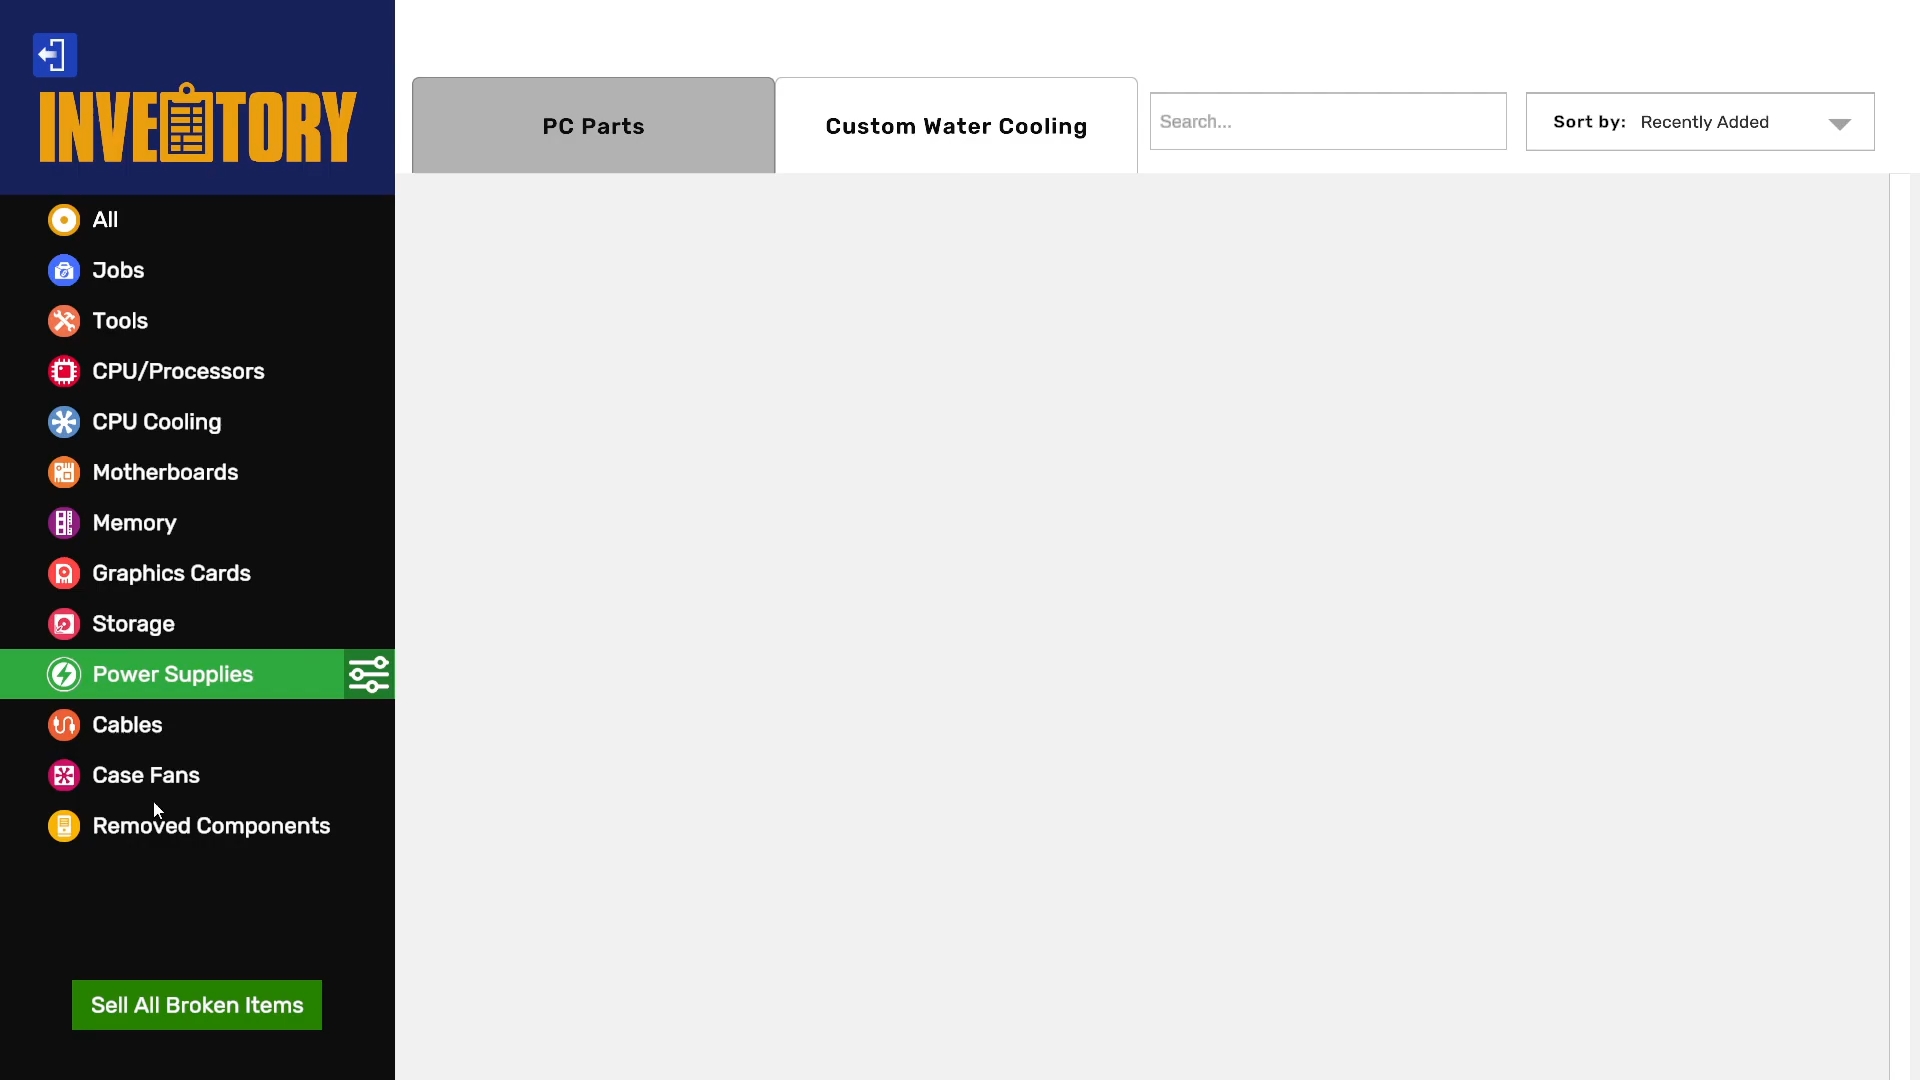 INVENTORY
PC Parts
Custom Water Cooling
Search...
Sort by: Recently Added
All
Jobs
Tools
CPU/Processors
CPU Cooling
Motherboards
Memory
Graphics Cards
Storage
Power Supplies
Cables
Case Fans
Removed Components
Sell All Broken Items